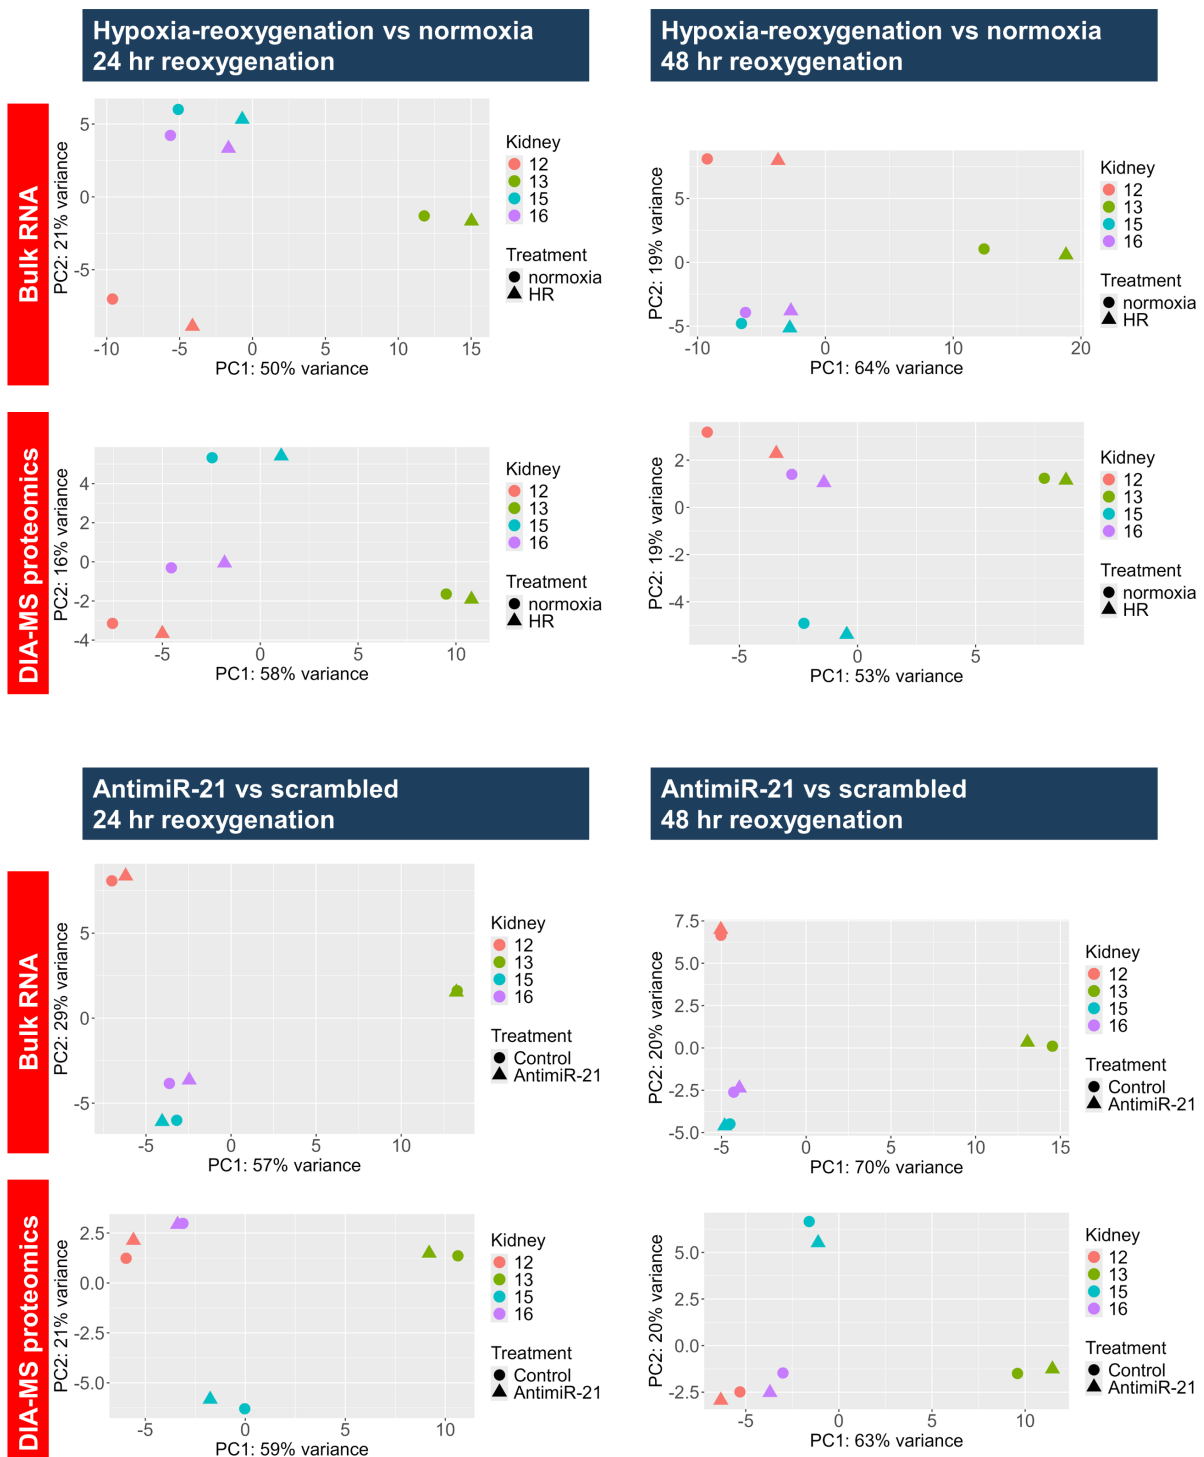 Hypoxia-reoxygenation vs normoxia
24 hr reoxygenation
Hypoxia-reoxygenation vs normoxia
48 hr reoxygenation
Bulk RNA
PC2: 21% variance
5
0
-5
-10
-5
0
5
10
15
PC1: 50% variance
Kidney
12
13
15
16
Treatment
normoxia
HR
PC2: 19% variance
5
0
-5
-10
0
10
20
PC1: 64% variance
Kidney
12
13
15
16
Treatment
normoxia
HR
DIA-MS proteomics
PC2: 16% variance
4
2
0
-2
-4
-5
0
5
10
PC1: 58% variance
Kidney
12
13
15
16
Treatment
normoxia
HR
PC2: 19% variance
2
0
-2
-4
-5
0
5
PC1: 53% variance
Kidney
12
13
15
16
Treatment
normoxia
HR
AntimiR-21 vs scrambled
24 hr reoxygenation
AntimiR-21 vs scrambled
48 hr reoxygenation
Bulk RNA
PC2: 29% variance
5
0
-5
-5
0
5
10
PC1: 57% variance
Kidney
12
13
15
16
Treatment
Control
AntimiR-21
PC2: 20% variance
7.5
5.0
2.5
0.0
-2.5
-5.0
-5
0
5
10
15
PC1: 70% variance
Kidney
12
13
15
16
Treatment
Control
AntimiR-21
DIA-MS proteomics
PC2: 21% variance
2.5
0.0
-2.5
-5.0
-5
0
5
10
PC1: 59% variance
Kidney
12
13
15
16
Treatment
Control
AntimiR-21
PC2: 20% variance
5.0
2.5
0.0
-2.5
-5
0
5
10
PC1: 63% variance
Kidney
12
13
15
16
Treatment
Control
AntimiR-21